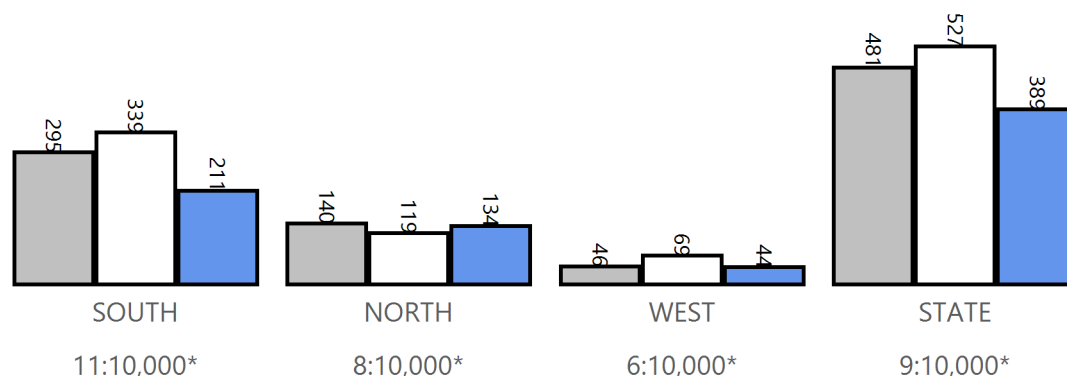 295 339 211
140 119 134
46 69 44
481 527 389
SOUTH NORTH WEST STATE
11:10,000* 8:10,000* 6:10,000* 9:10,000*